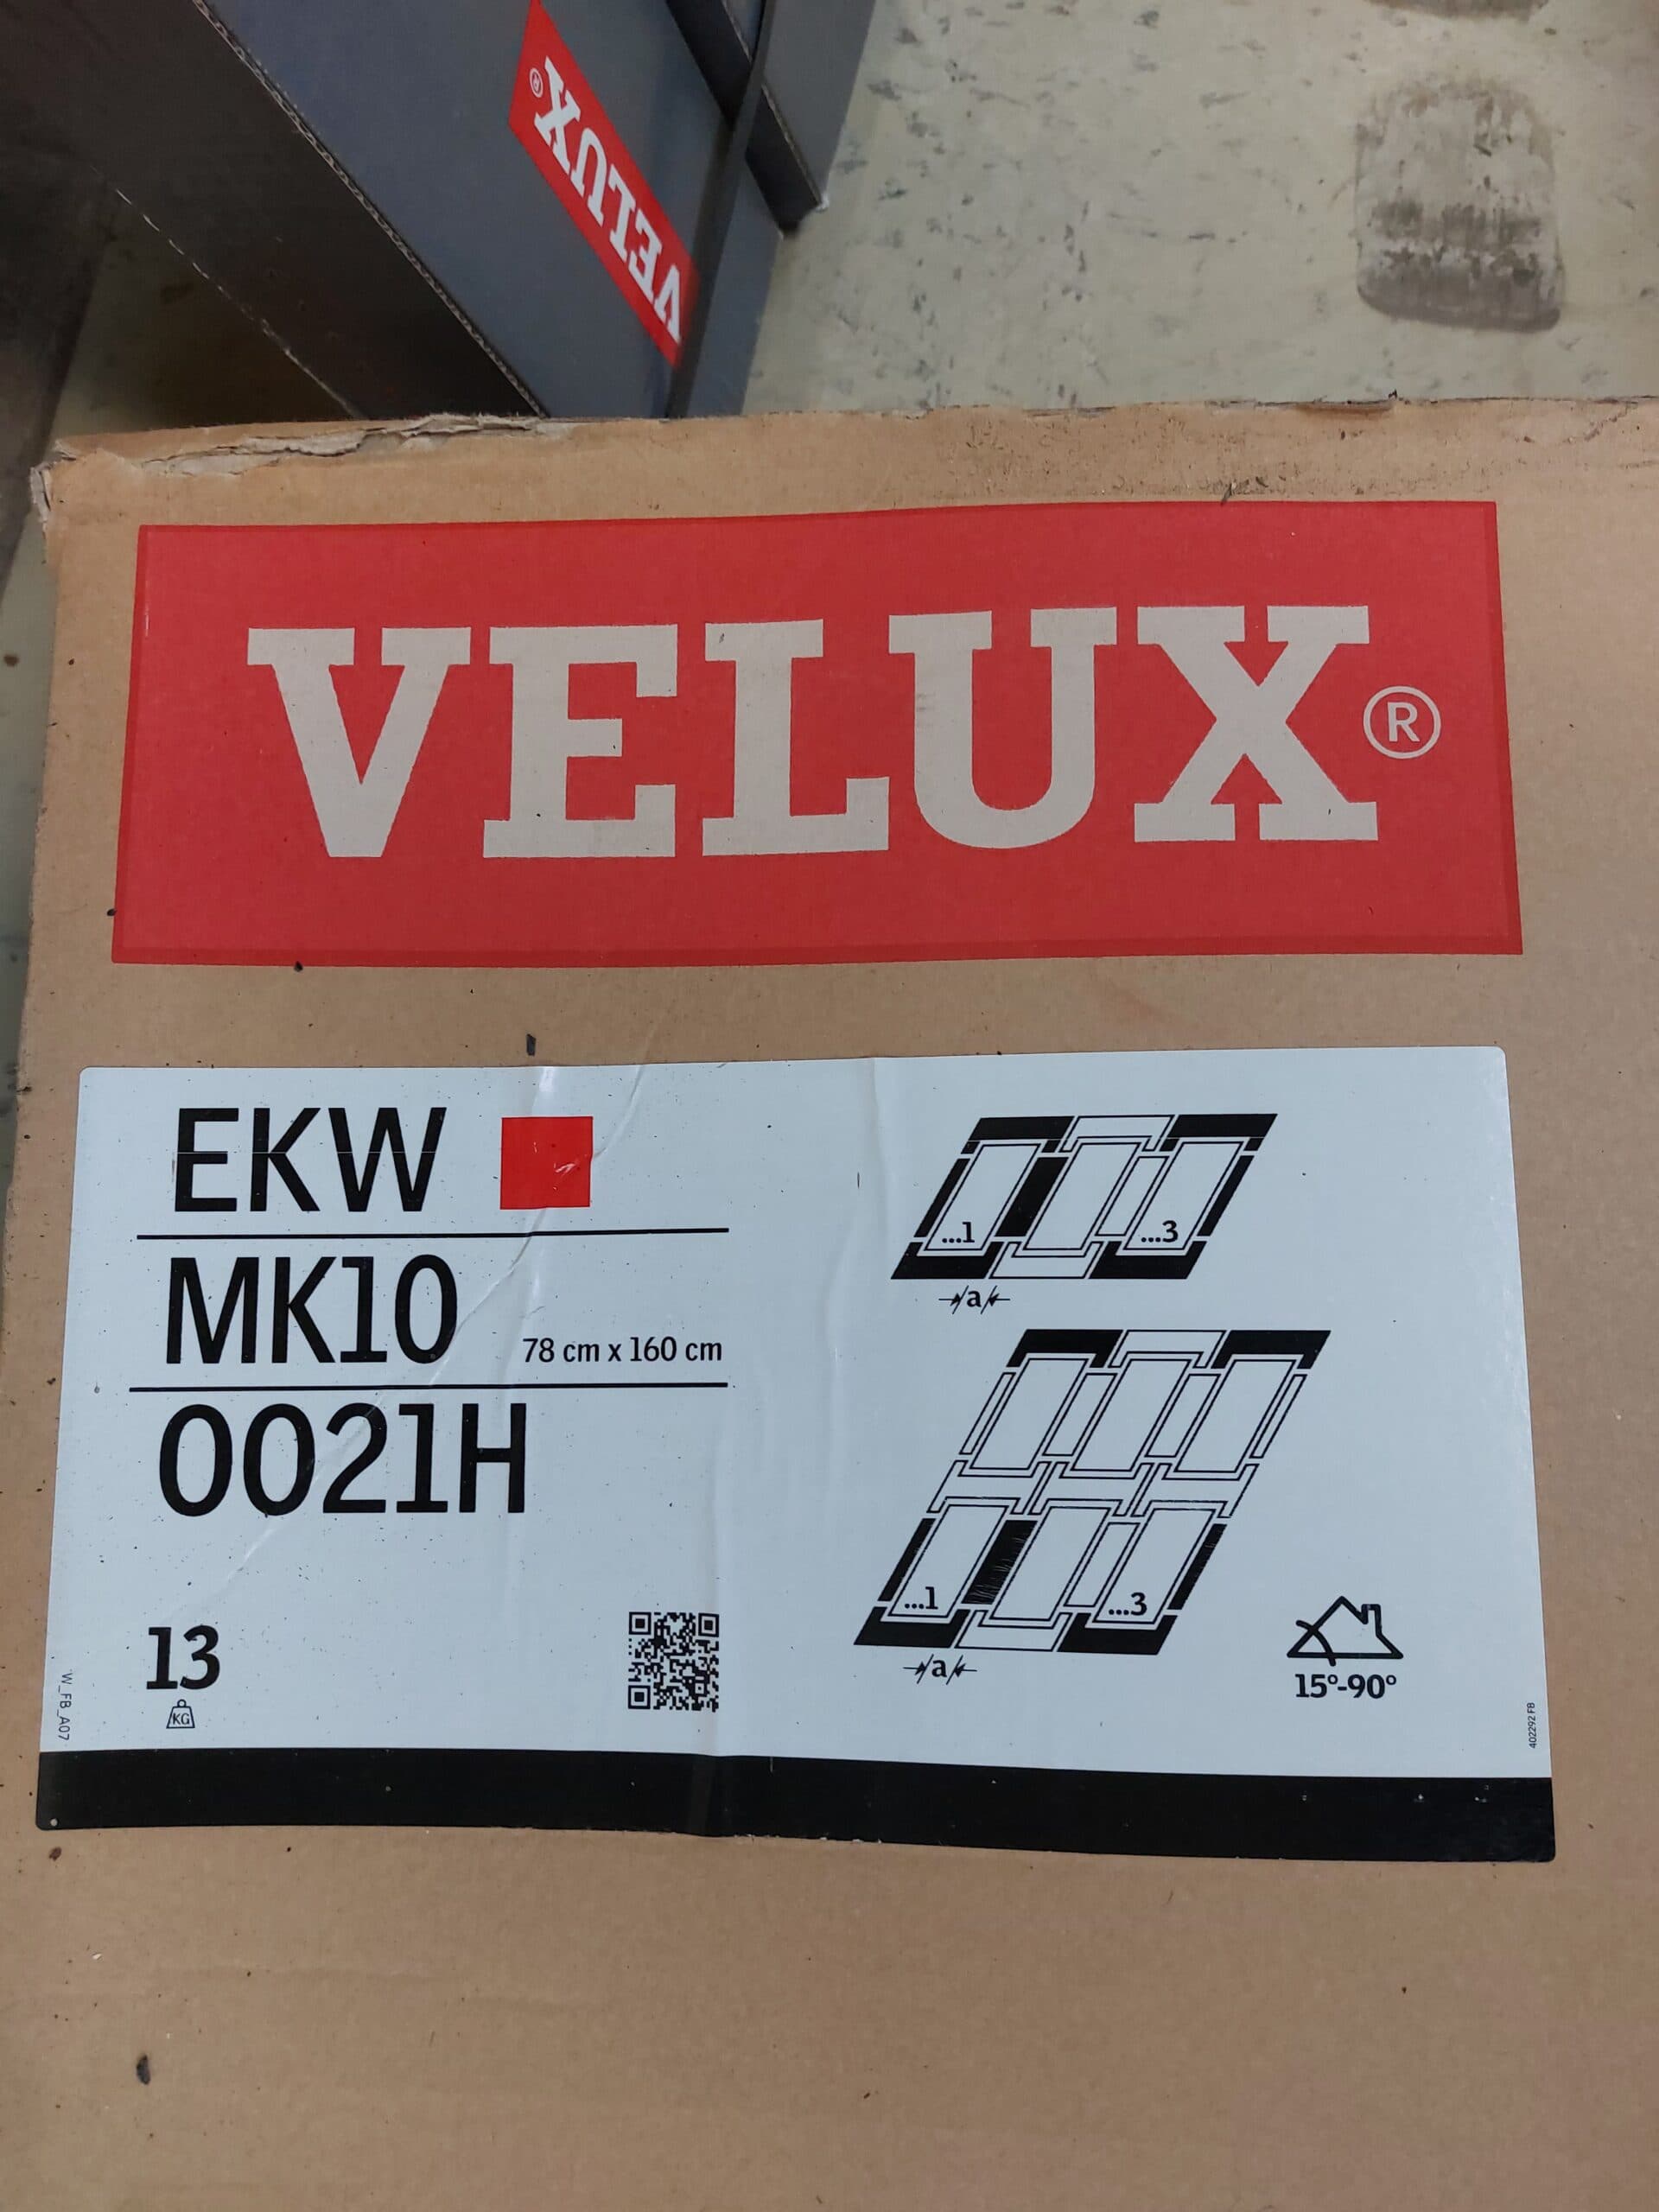 VELUX®
VELUX®
EKW
MK10 78 cm x 160 cm
0021H
13
KG
W_FB_A07
...1 ...3
a
...1 ...3
a
15°-90°
402292 FB